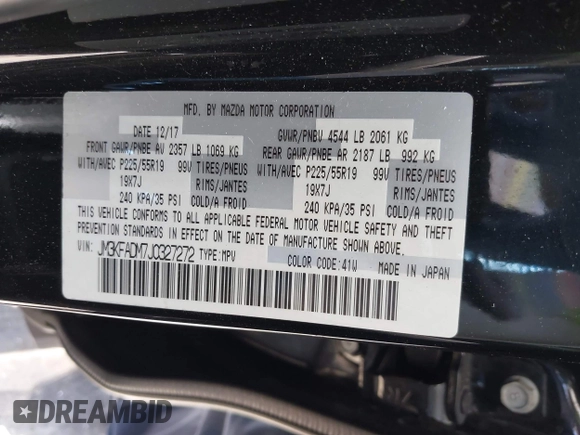 MFD. BY MAZDA MOTOR CORPORATION
DATE 12/17 GVWR/PNBV 4544 LB 2061 KG
FRONT GAWR/PNBE AV 2357 LB 1069 KG REAR GAWR/PNBE AR 2187 LB 992 KG
WITH/AVEC P225/55R19 99V TIRES/PNEUS WITH/AVEC P225/55R19 99V TIRES/PNEUS
19X7J RIMS/JANTES 19X7J RIMS/JANTES
240 KPA/35 PSI COLD/A FROID 240 KPA/35 PSI COLD/A FROID
THIS VEHICLE CONFORMS TO ALL APPLICABLE FEDERAL MOTOR VEHICLE SAFETY AND THEFT
PREVENTION STANDARDS IN EFFECT ON THE DATE OF MANUFACTURE SHOWN ABOVE.
JM3KFADM7J0327272 TYPE:MPV COLOR CODE:41W MADE IN JAPAN
DREAMBID